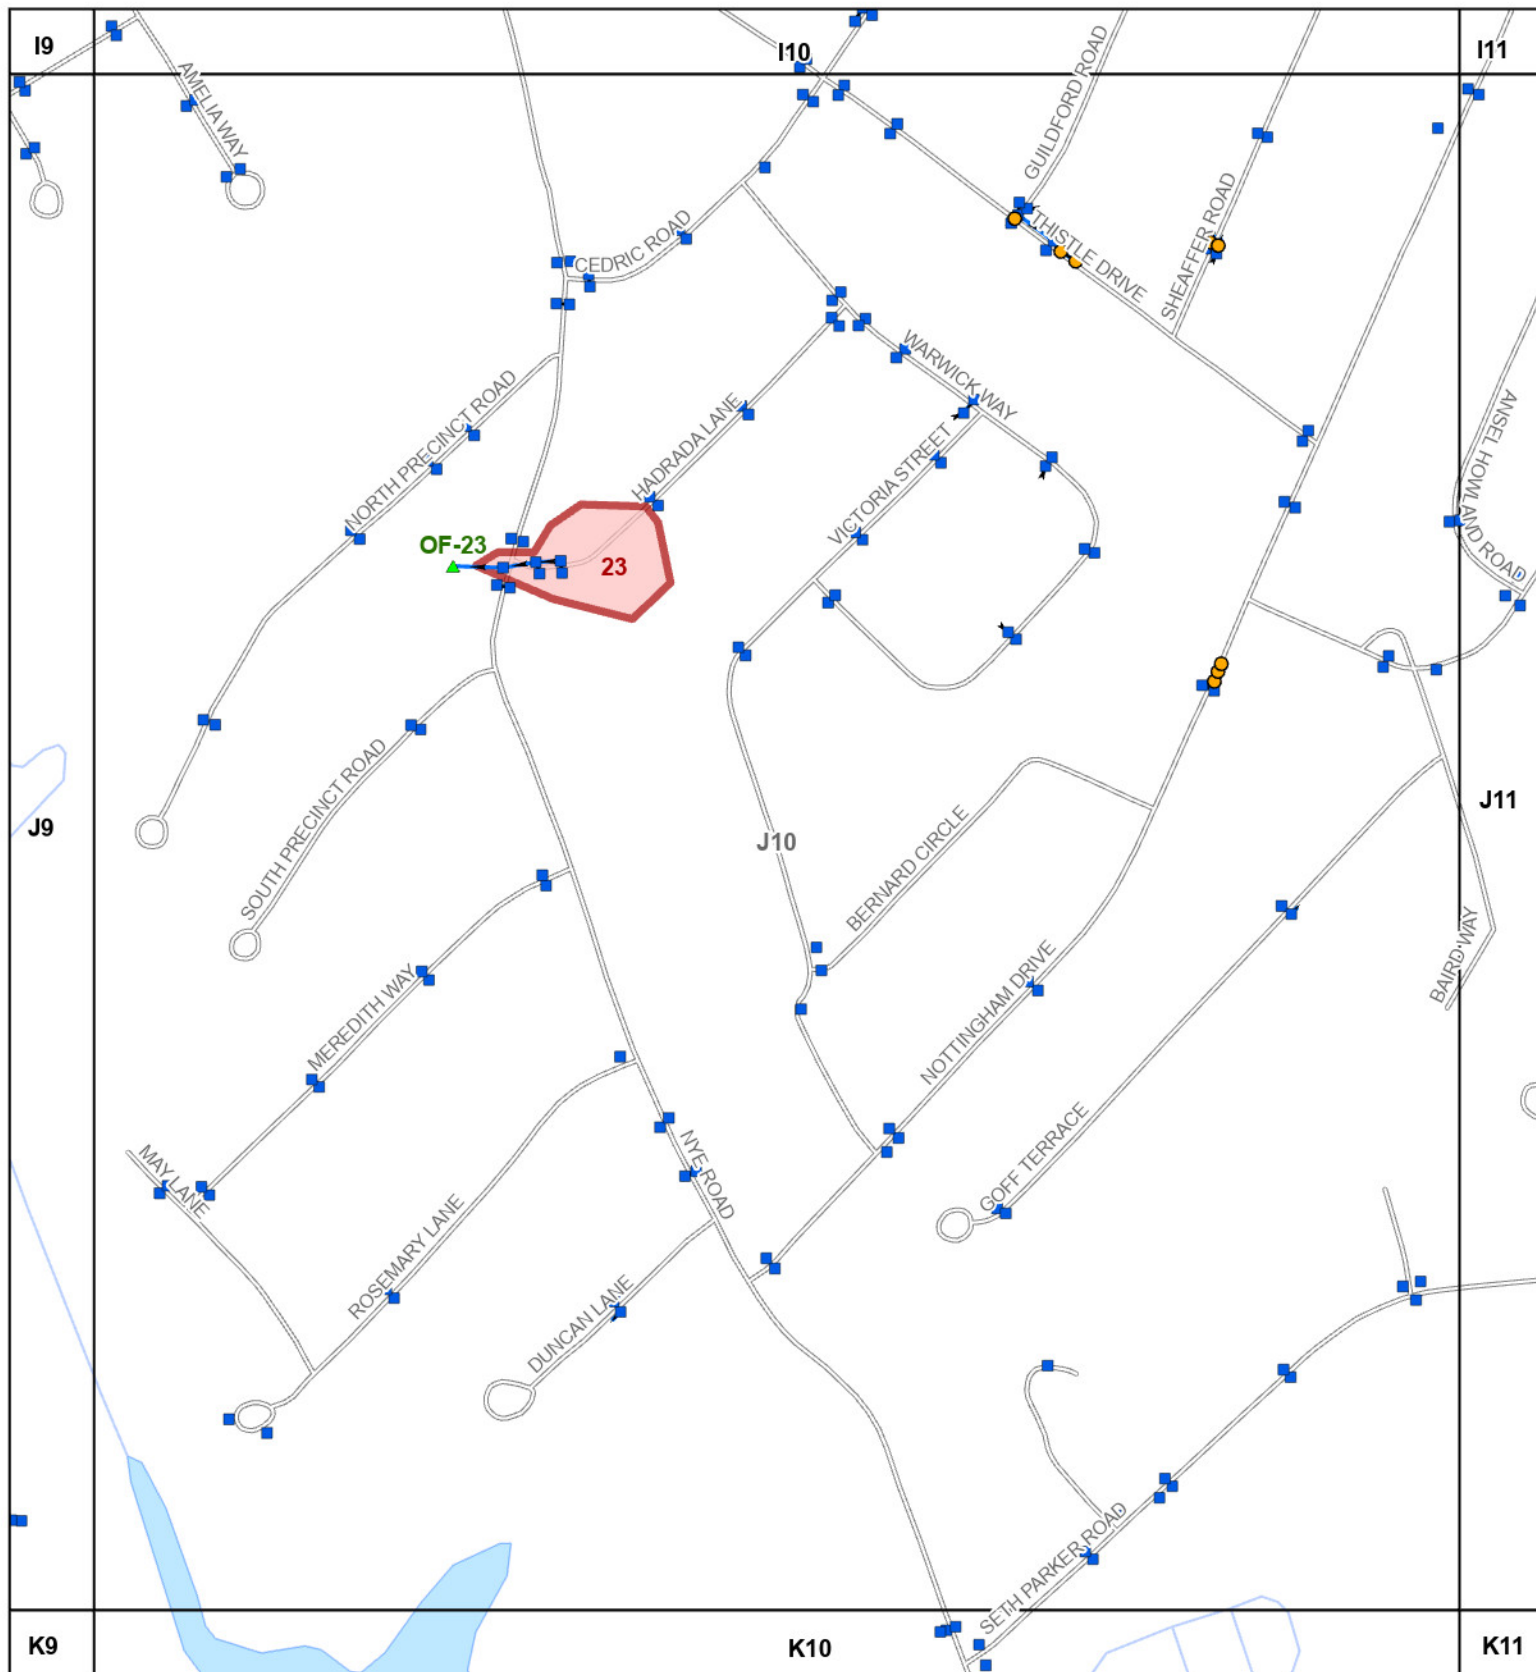 I9
I10
I11
AMELIA WAY
GUILDFORD ROAD
THISTLE DRIVE
SHEAFFER ROAD
CEDRIC ROAD
WARWICK WAY
NORTH PRECINCT ROAD
HADRADA LANE
VICTORIA STREET
ANSEL HOWLAND ROAD
OF-23
23
SOUTH PRECINCT ROAD
J9
J10
J11
BERNARD CIRCLE
MEREDITH WAY
NOTTINGHAM DRIVE
BAIRD WAY
MAY LANE
NYE ROAD
GOFF TERRACE
ROSEMARY LANE
DUNCAN LANE
SETH PARKER ROAD
K9
K10
K11